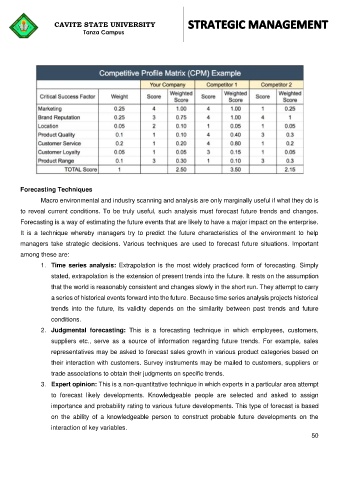 CAVITE STATE UNIVERSITY
Tanza Campus
STRATEGIC MANAGEMENT
Competitive Profile Matrix (CPM) Example
Your Company Competitor 1 Competitor 2
Critical Success Factor Weight Score Weighted Score Score Weighted Score Score Weighted Score
Marketing 0.25 4 1.00 4 1.00 1 0.25
Brand Reputation 0.25 3 0.75 4 1.00 4 1
Location 0.05 2 0.10 1 0.05 1 0.05
Product Quality 0.1 1 0.10 4 0.40 3 0.3
Customer Service 0.2 1 0.20 4 0.80 1 0.2
Customer Loyalty 0.05 1 0.05 3 0.15 1 0.05
Product Range 0.1 3 0.30 1 0.10 3 0.3
TOTAL Score 1 2.50 3.50 2.15
Forecasting Techniques
Macro environmental and industry scanning and analysis are only marginally useful if what they do is
to reveal current conditions. To be truly useful, such analysis must forecast future trends and changes.
Forecasting is a way of estimating the future events that are likely to have a major impact on the enterprise.
It is a technique whereby managers try to predict the future characteristics of the environment to help
managers take strategic decisions. Various techniques are used to forecast future situations. Important
among these are:
1. Time series analysis: Extrapolation is the most widely practiced form of forecasting. Simply
stated, extrapolation is the extension of present trends into the future. It rests on the assumption
that the world is reasonably consistent and changes slowly in the short run. They attempt to carry
a series of historical events forward into the future. Because time series analysis projects historical
trends into the future, its validity depends on the similarity between past trends and future
conditions.
2. Judgmental forecasting: This is a forecasting technique in which employees, customers,
suppliers etc., serve as a source of information regarding future trends. For example, sales
representatives may be asked to forecast sales growth in various product categories based on
their interaction with customers. Survey instruments may be mailed to customers, suppliers or
trade associations to obtain their judgments on specific trends.
3. Expert opinion: This is a non-quantitative technique in which experts in a particular area attempt
to forecast likely developments. Knowledgeable people are selected and asked to assign
importance and probability rating to various future developments. This type of forecast is based
on the ability of a knowledgeable person to construct probable future developments on the
interaction of key variables.
50